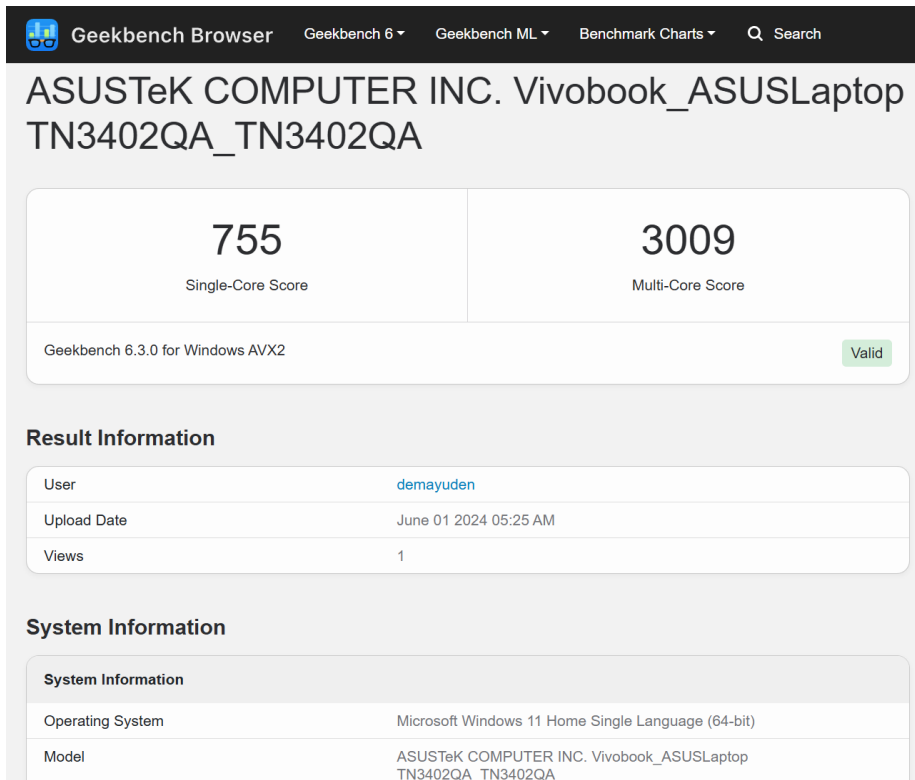 Geekbench Browser Geekbench 6 Geekbench ML Benchmark Charts Search
ASUSTeK COMPUTER INC. Vivobook_ASUSLaptop
TN3402QA_TN3402QA
755 3009
Single-Core Score Multi-Core Score
Geekbench 6.3.0 for Windows AVX2 Valid
Result Information
User demayuden
Upload Date June 01 2024 05:25 AM
Views 1
System Information
System Information
Operating System Microsoft Windows 11 Home Single Language (64-bit)
Model ASUSTeK COMPUTER INC. Vivobook_ASUSLaptop
TN3402QA_TN3402QA